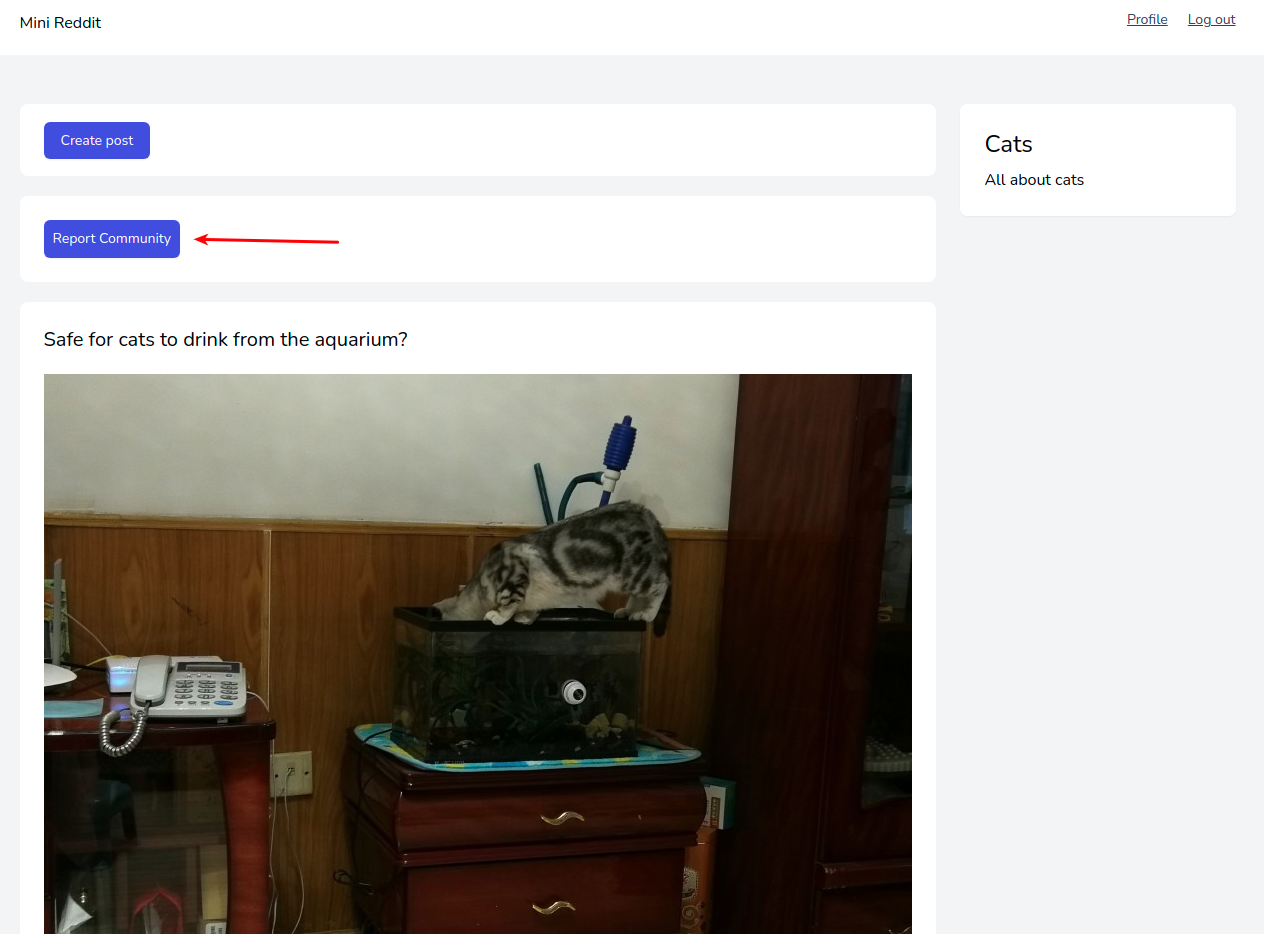 Mini Reddit
Profile
Log out
Create post
Cats
All about cats
Report Community
Safe for cats to drink from the aquarium?